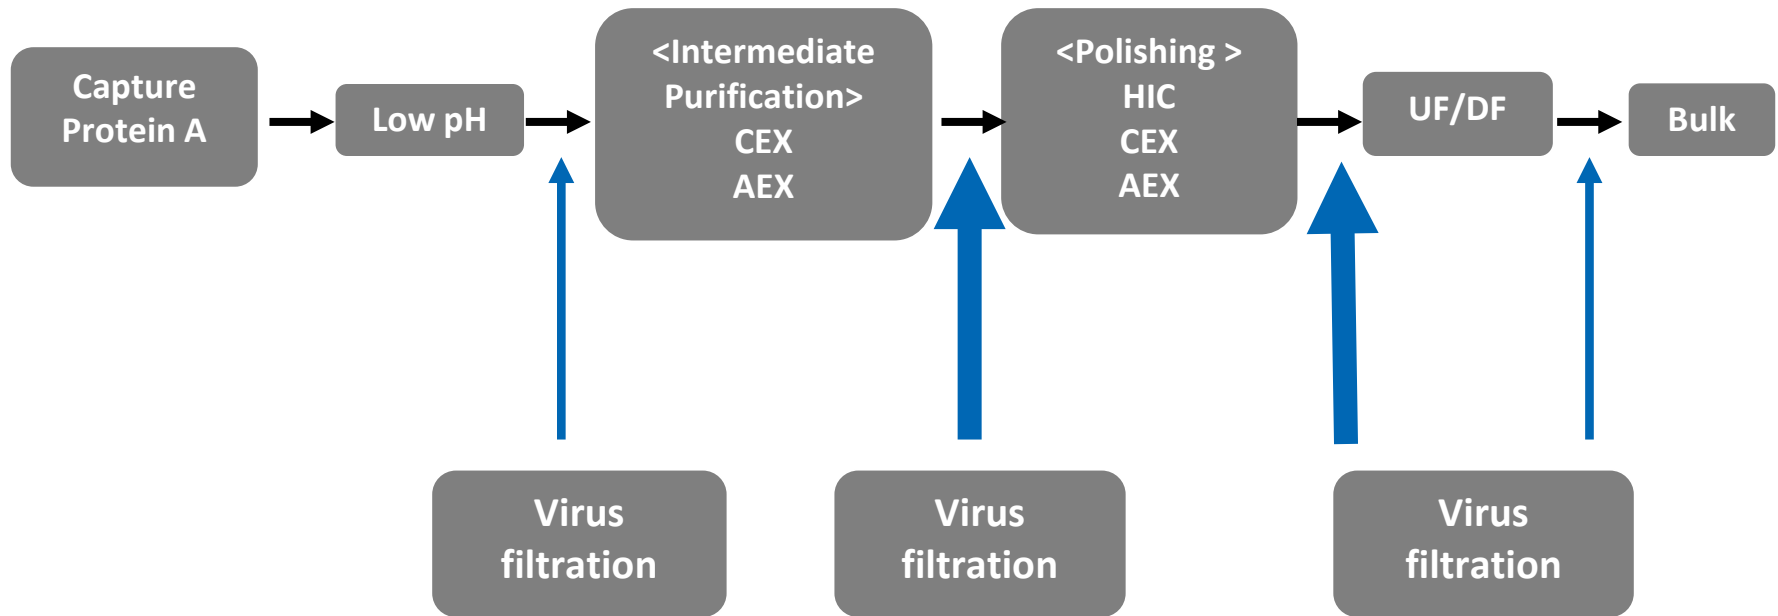 Capture
Protein A
Low pH
<Intermediate
Purification>
CEX
AEX
<Polishing >
HIC
CEX
AEX
UF/DF
Bulk
Virus
filtration
Virus
filtration
Virus
filtration